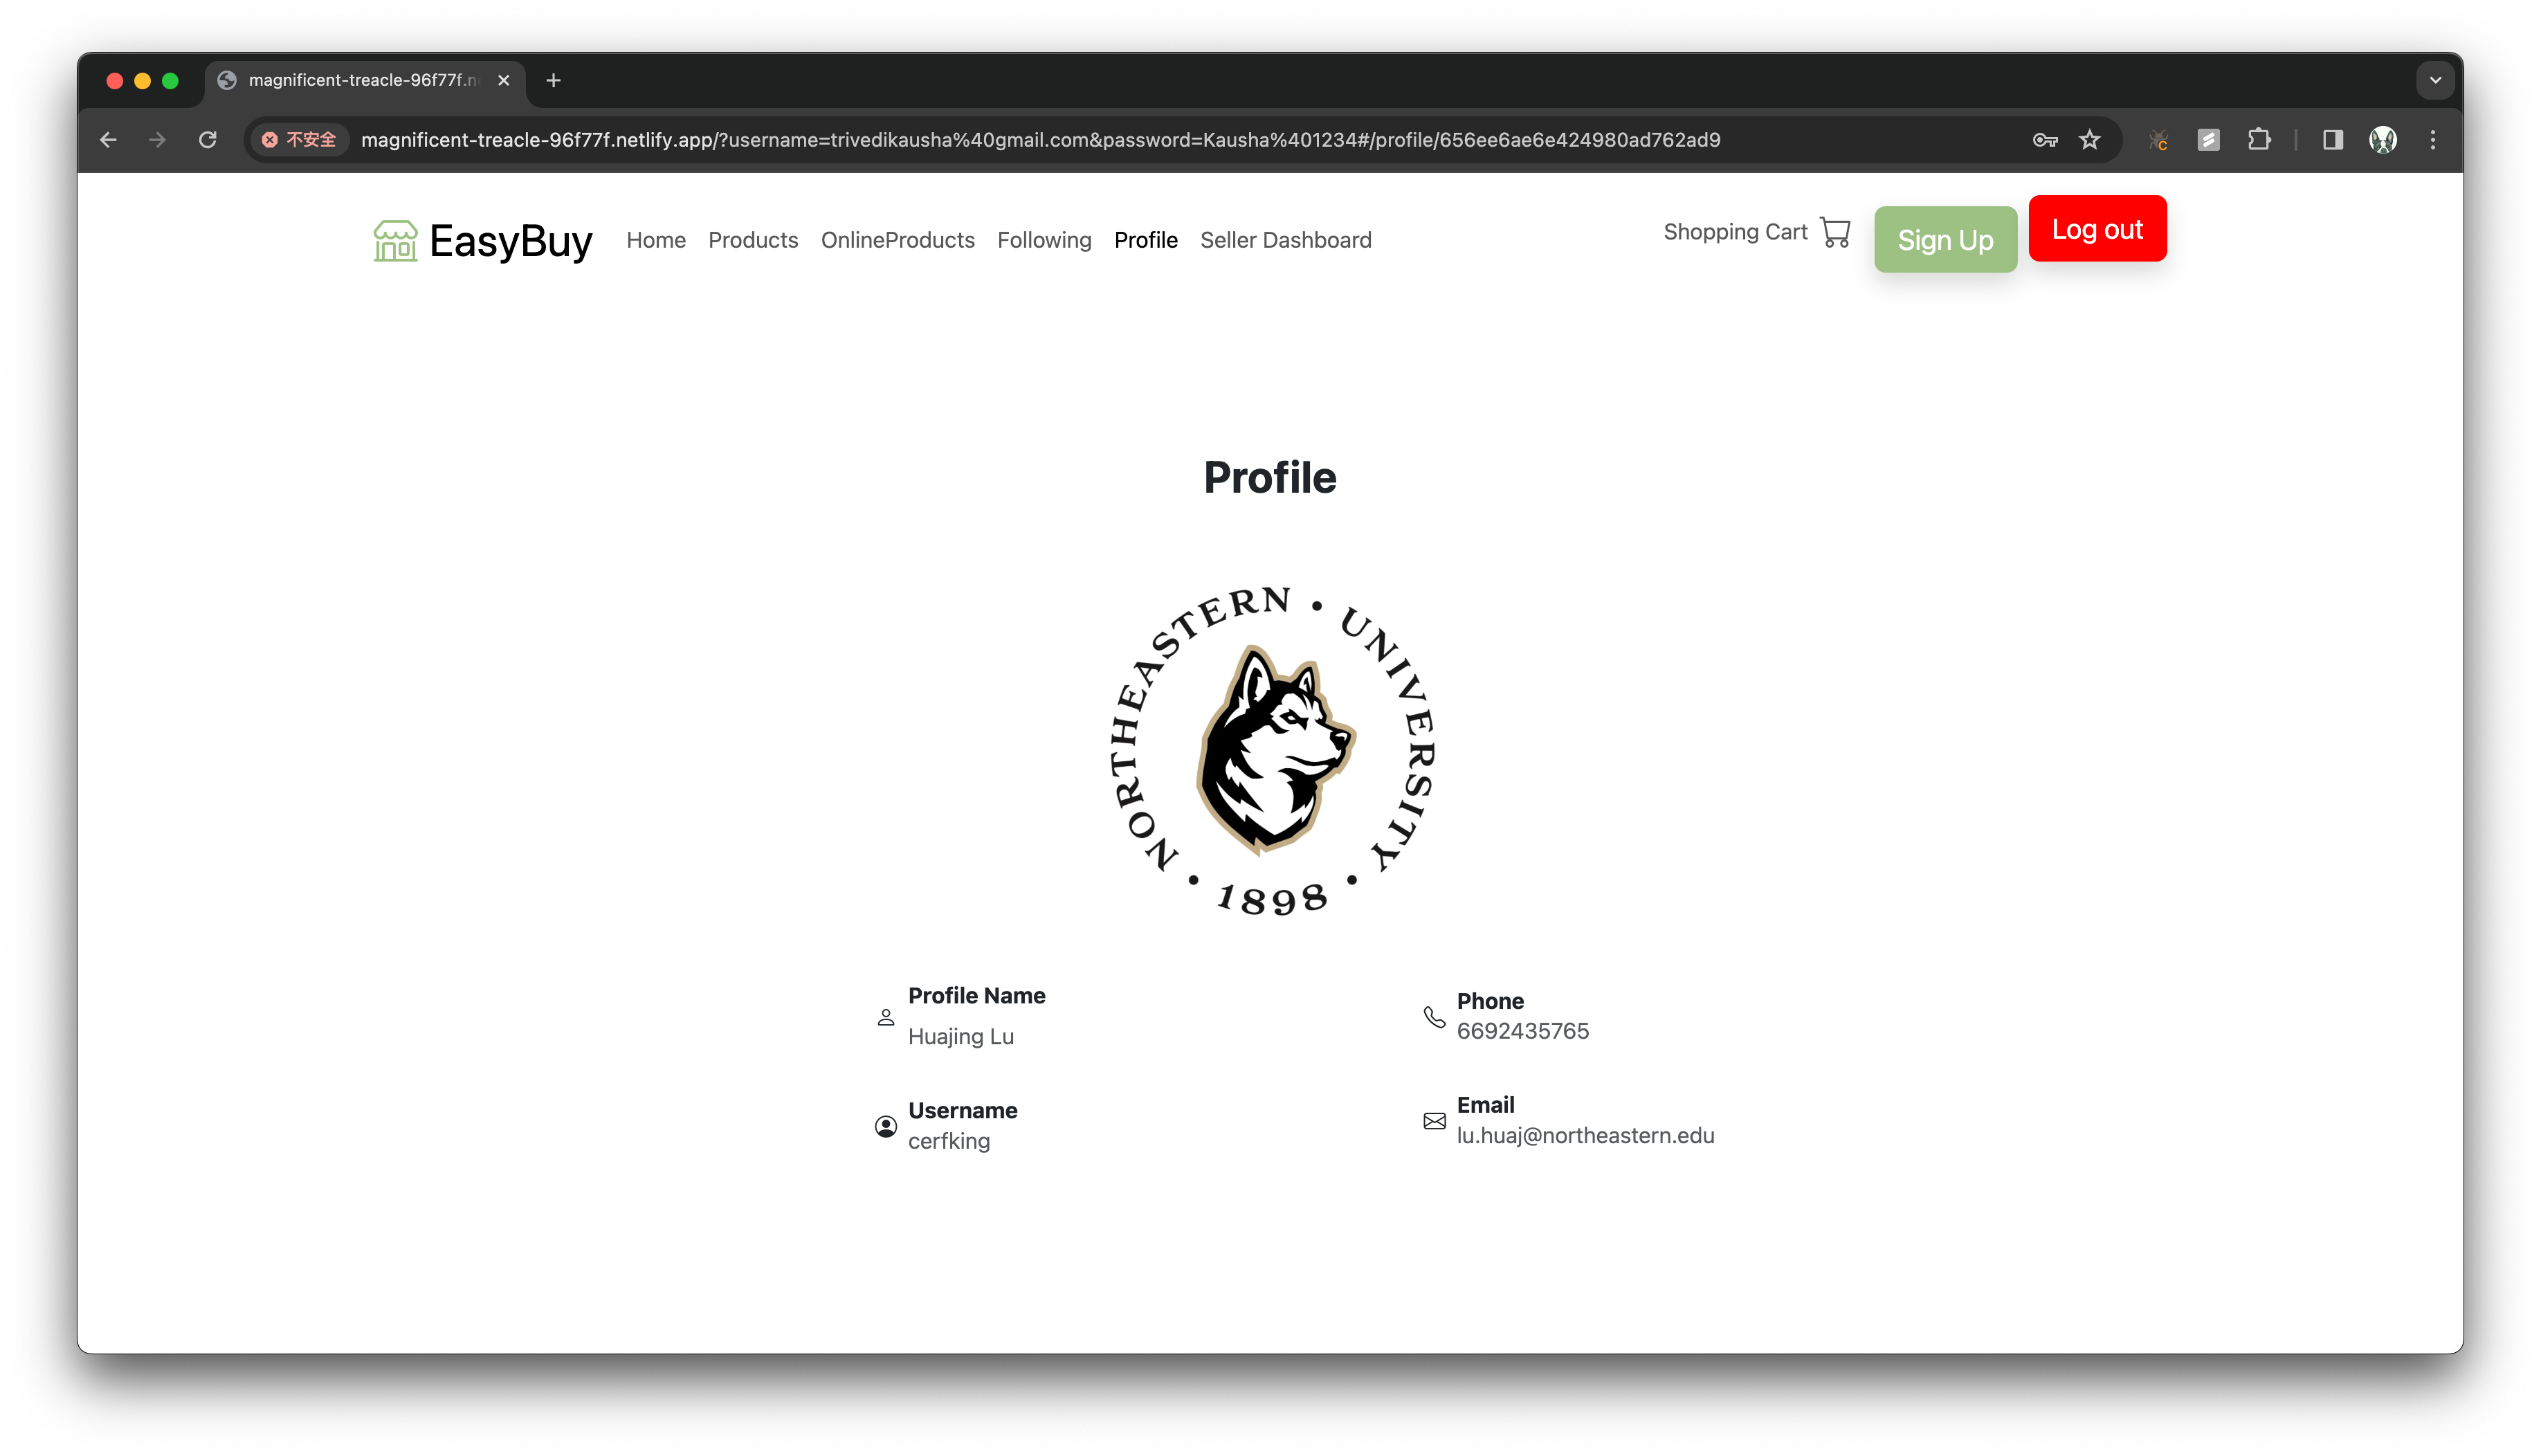 magnificent-treacle-96f77f.n
不安全 magnificent-treacle-96f77f.netlify.app/?username=trivedikausha%40gmail.com&password=Kausha%401234#/profile/656ee6ae6e424980ad762ad9
EasyBuy Home Products OnlineProducts Following Profile Seller Dashboard Shopping Cart Sign Up Log out
Profile
NORTHEASTERN • UNIVERSITY • 1898 •
Profile Name
Huajing Lu
Phone
6692435765
Username
cerfking
Email
lu.huaj@northeastern.edu